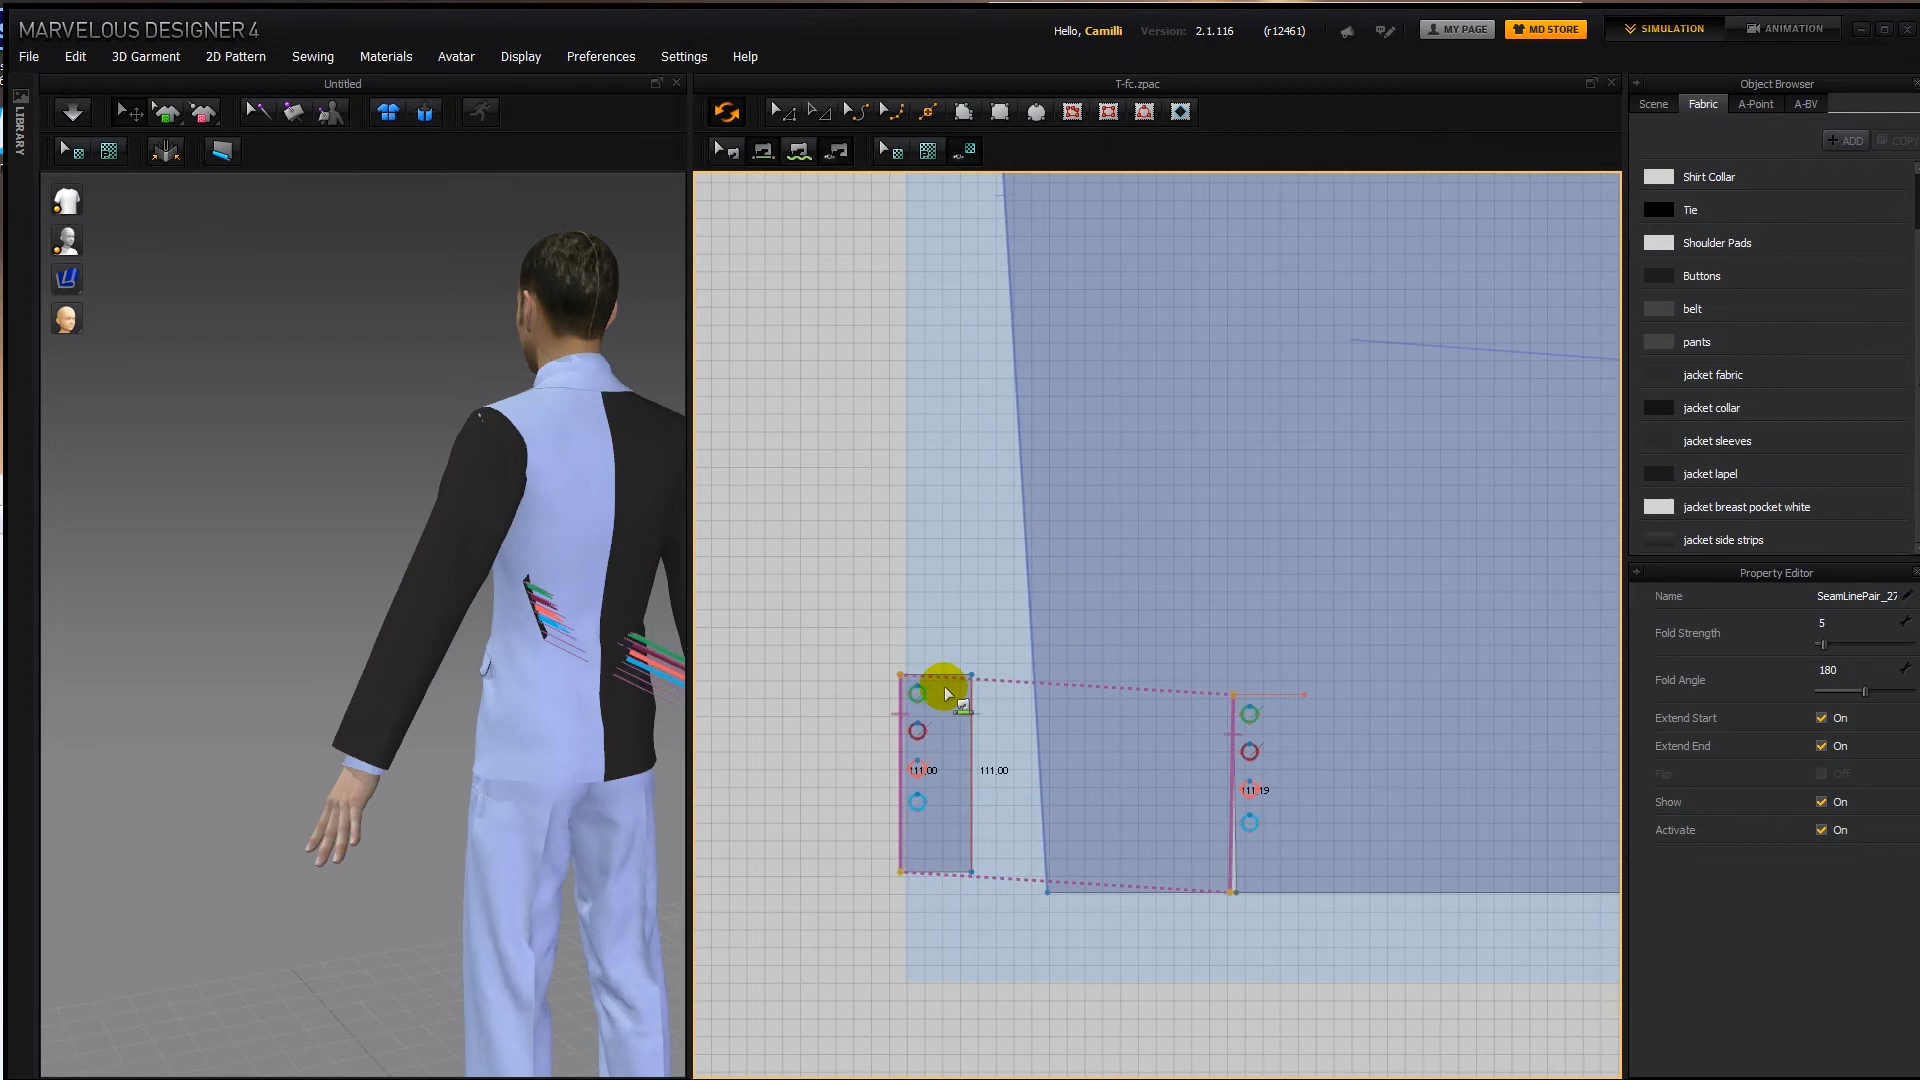 MARVELOUS DESIGNER 4
Hello, Camilli
Version: 2.1.116 (r12461)
MY PAGE
MD STORE
SIMULATION
ANIMATION
File Edit 3D Garment 2D Pattern Sewing Materials Avatar Display Preferences Settings Help
LIBRARY
Untitled
T-fc.zpac
Object Browser
Scene Fabric A-Point A-BV
+ ADD
COPY
Shirt Collar
Tie
Shoulder Pads
Buttons
belt
pants
jacket fabric
jacket collar
jacket sleeves
jacket lapel
jacket breast pocket white
jacket side strips
Property Editor
Name SeamLinePair_27
Fold Strength 5
Fold Angle 180
Extend Start On
Extend End On
Flip Off
Show On
Activate On
111,00 111,00
111,19